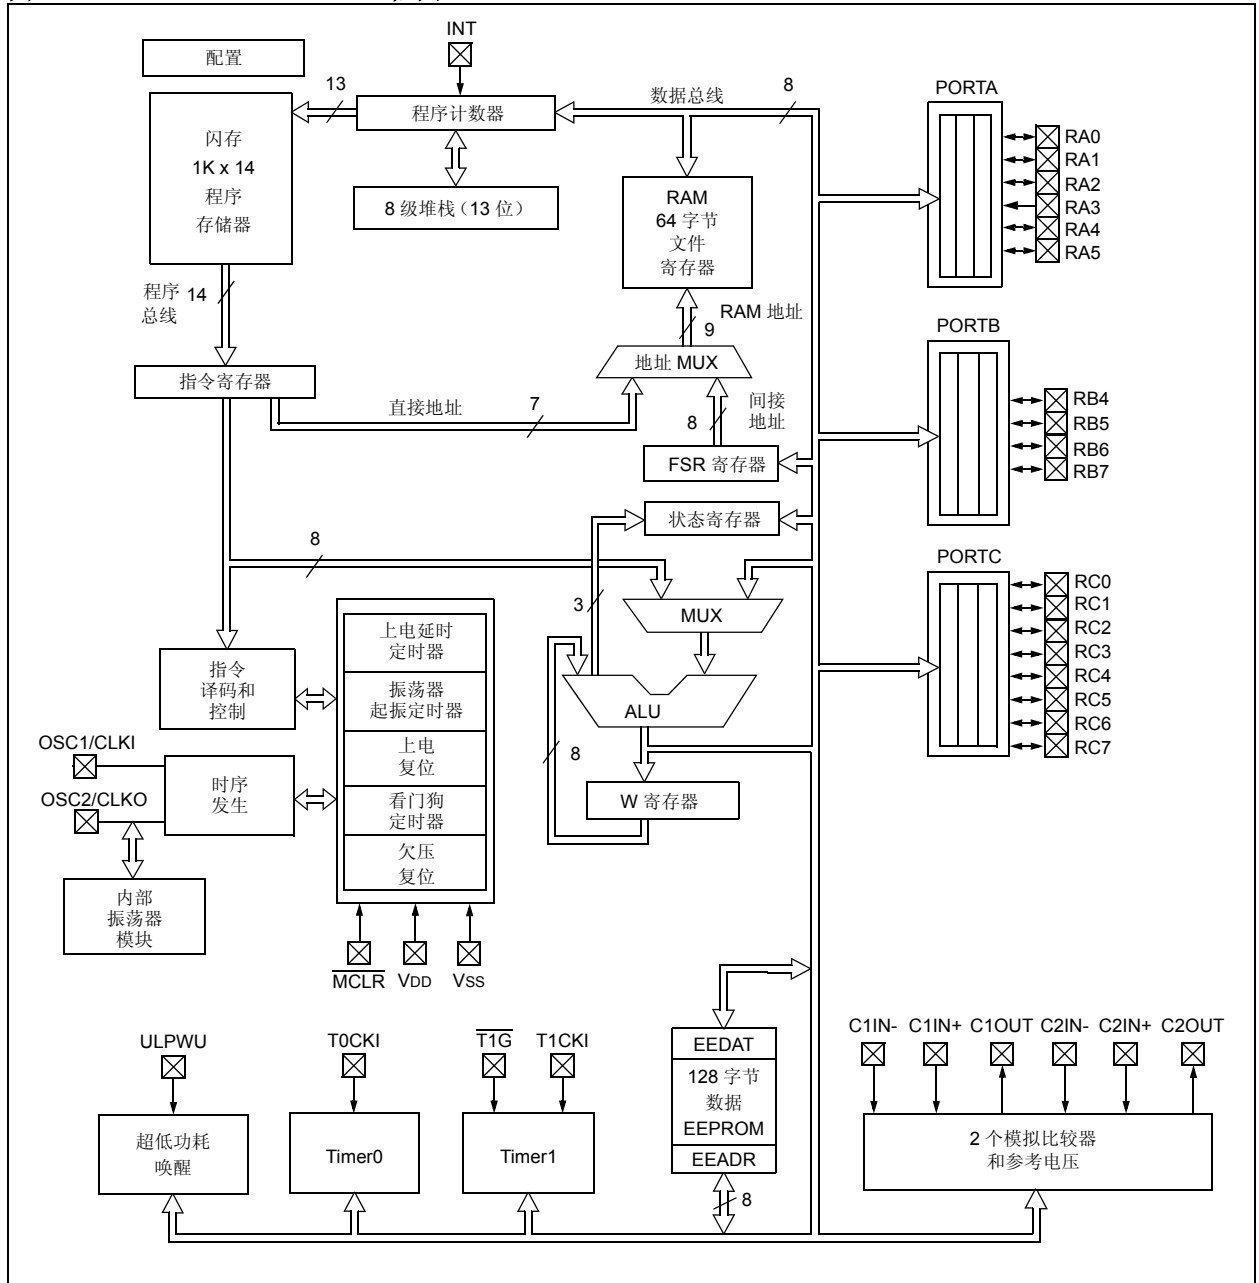 INT
配置
13
程序计数器
数据总线
8
PORTA
闪存
1K x 14
程序
存储器
8 级堆栈（13 位）
RAM
64 字节
文件
寄存器
RA0
RA1
RA2
RA3
RA4
RA5
程序
总线
14
RAM 地址
9
PORTB
地址 MUX
指令寄存器
直接地址
7
间接
地址
8
FSR 寄存器
RB4
RB5
RB6
RB7
状态寄存器
8
PORTC
3
MUX
RC0
RC1
RC2
RC3
RC4
RC5
RC6
RC7
上电延时
定时器
振荡器
起振定时器
上电
复位
看门狗
定时器
欠压
复位
指令
译码和
控制
ALU
8
OSC1/CLKI
OSC2/CLKO
时序
发生
W 寄存器
内部
振荡器
模块
MCLR
VDD
VSS
ULPWU
T0CKI
T1G
T1CKI
EEDAT
128 字节
数据
EEPROM
EEADR
8
C1IN-
C1IN+
C1OUT
C2IN-
C2IN+
C2OUT
超低功耗
唤醒
Timer0
Timer1
2 个模拟比较器
和参考电压